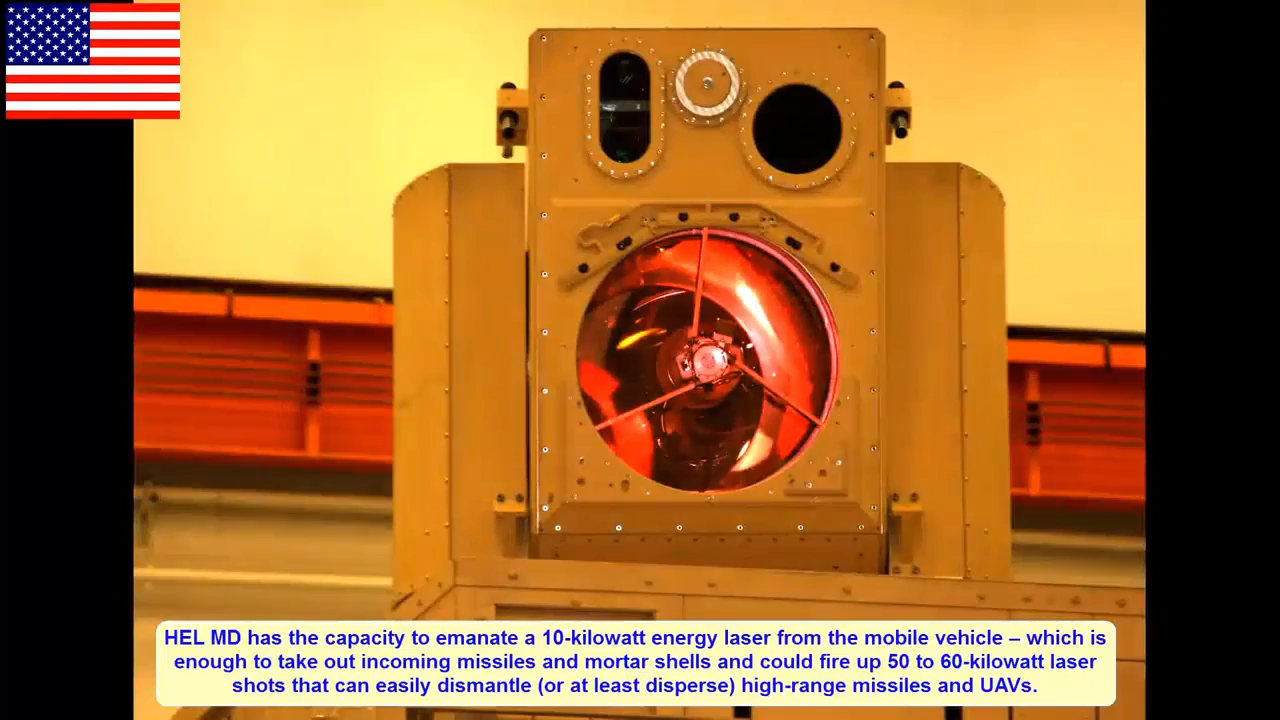 HEL MD has the capacity to emanate a 10-kilowatt energy laser from the mobile vehicle – which is
enough to take out incoming missiles and mortar shells and could fire up 50 to 60-kilowatt laser
shots that can easily dismantle (or at least disperse) high-range missiles and UAVs.